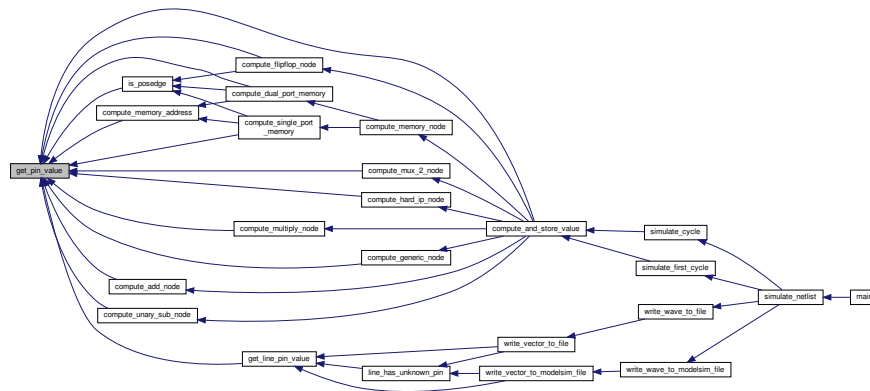 compute_flipflop_node
is_posedge
compute_dual_port_memory
compute_memory_address
compute_single_port
_memory
compute_memory_node
get_pin_value
compute_mux_2_node
compute_hard_ip_node
compute_multiply_node
compute_and_store_value
simulate_cycle
compute_generic_node
simulate_first_cycle
compute_add_node
simulate_netlist
main
compute_unary_sub_node
write_wave_to_file
write_vector_to_file
get_line_pin_value
line_has_unknown_pin
write_vector_to_modelsim_file
write_wave_to_modelsim_file